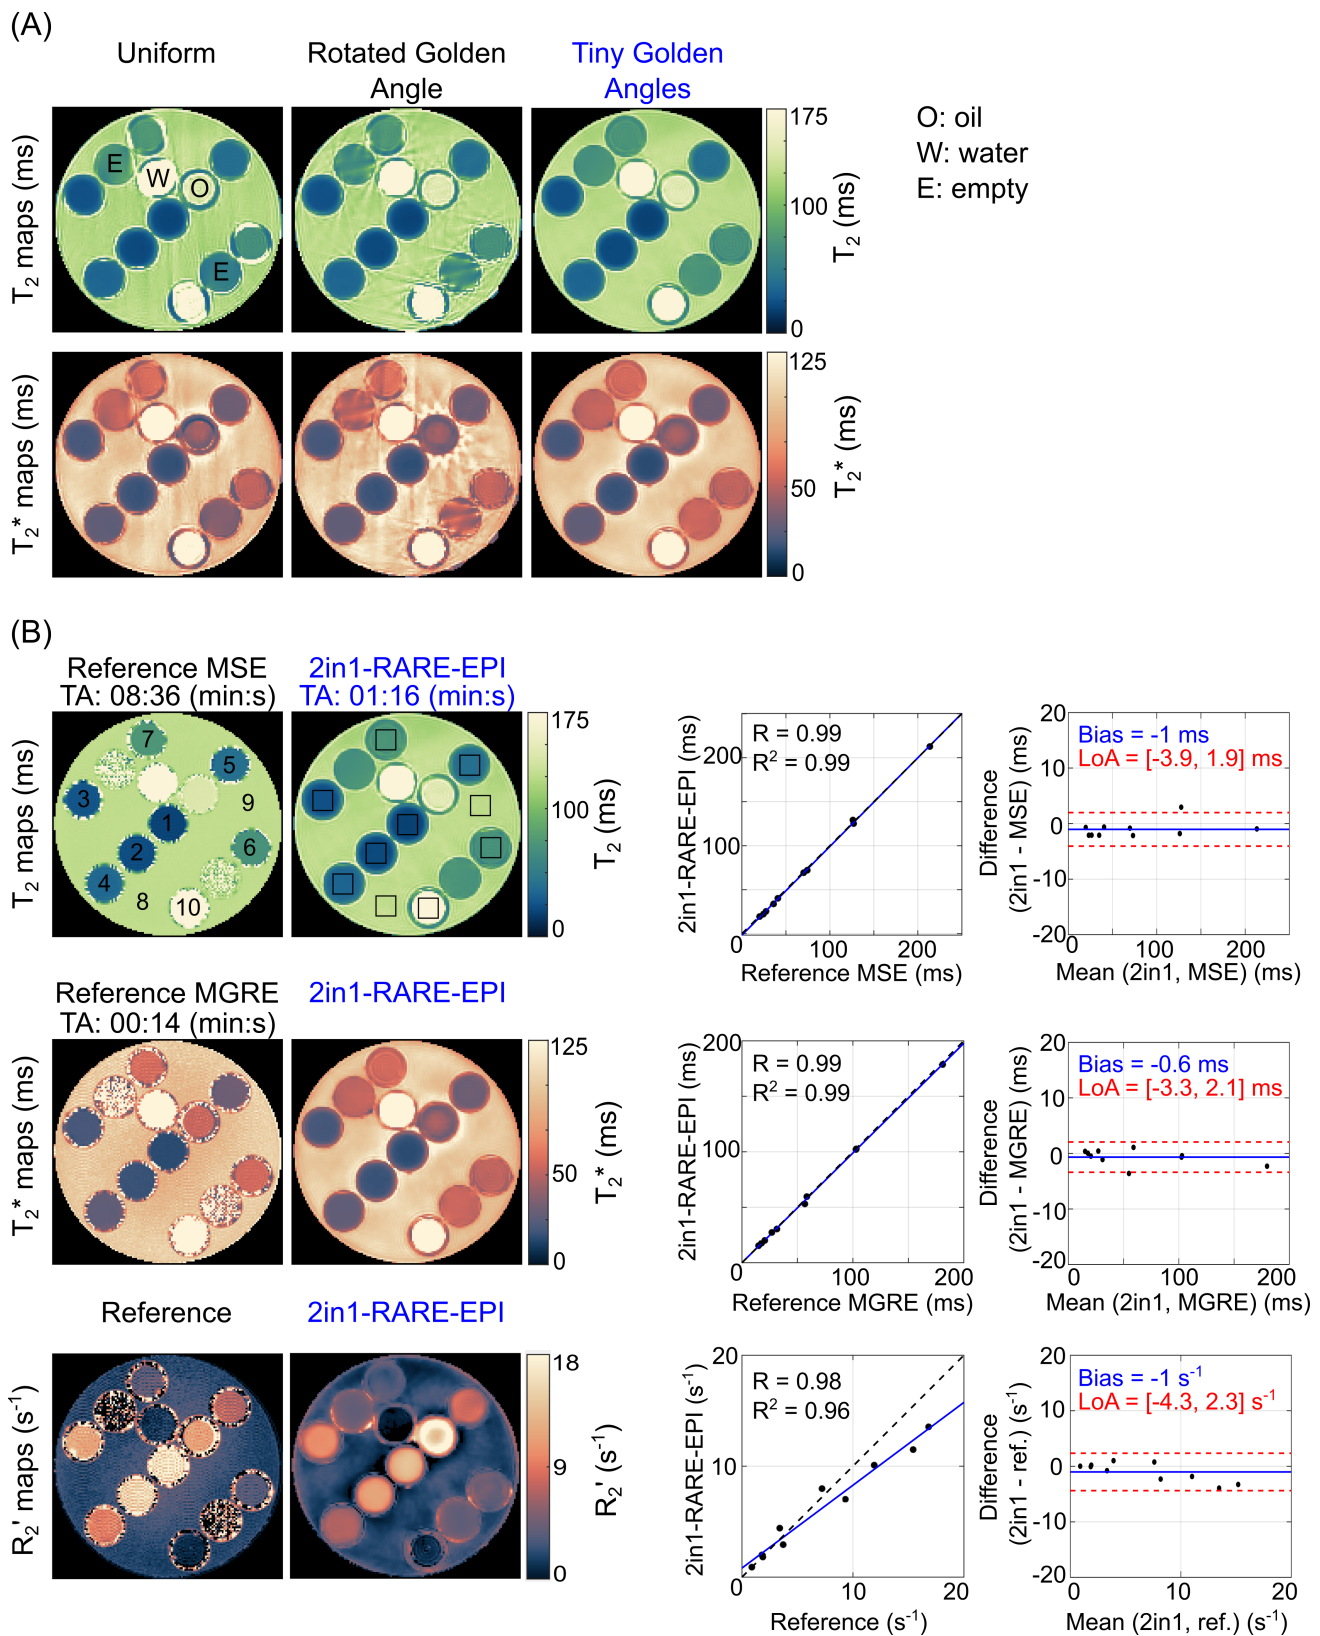 (A)
Uniform
Rotated Golden
Angle
Tiny Golden
Angles
T2 maps (ms)
E
W
O
E
175
100
0
T2 (ms)
O: oil
W: water
E: empty
T2* maps (ms)
125
50
0
T2* (ms)
(B)
Reference MSE
TA: 08:36 (min:s)
2in1-RARE-EPI
TA: 01:16 (min:s)
T2 maps (ms)
7
5
3
9
1
2
6
4
8
10
175
100
0
T2 (ms)
2in1-RARE-EPI (ms)
R = 0.99
R2 = 0.99
200
100
0
100
200
Reference MSE (ms)
Difference
(2in1 - MSE) (ms)
20
10
0
-10
-20
Bias = -1 ms
LoA = [-3.9, 1.9] ms
0
100
200
Mean (2in1, MSE) (ms)
Reference MGRE
TA: 00:14 (min:s)
2in1-RARE-EPI
T2* maps (ms)
125
50
0
T2* (ms)
2in1-RARE-EPI (ms)
R = 0.99
R2 = 0.99
200
100
0
100
200
Reference MGRE (ms)
Difference
(2in1 - MGRE) (ms)
20
10
0
-10
-20
Bias = -0.6 ms
LoA = [-3.3, 2.1] ms
0
100
200
Mean (2in1, MGRE) (ms)
Reference
2in1-RARE-EPI
R2' maps (s-1)
18
9
0
R2' (s-1)
2in1-RARE-EPI (s-1)
R = 0.98
R2 = 0.96
20
10
0
10
20
Reference (s-1)
Difference
(2in1 - ref.) (s-1)
20
10
0
-10
-20
Bias = -1 s-1
LoA = [-4.3, 2.3] s-1
0
10
20
Mean (2in1, ref.) (s-1)